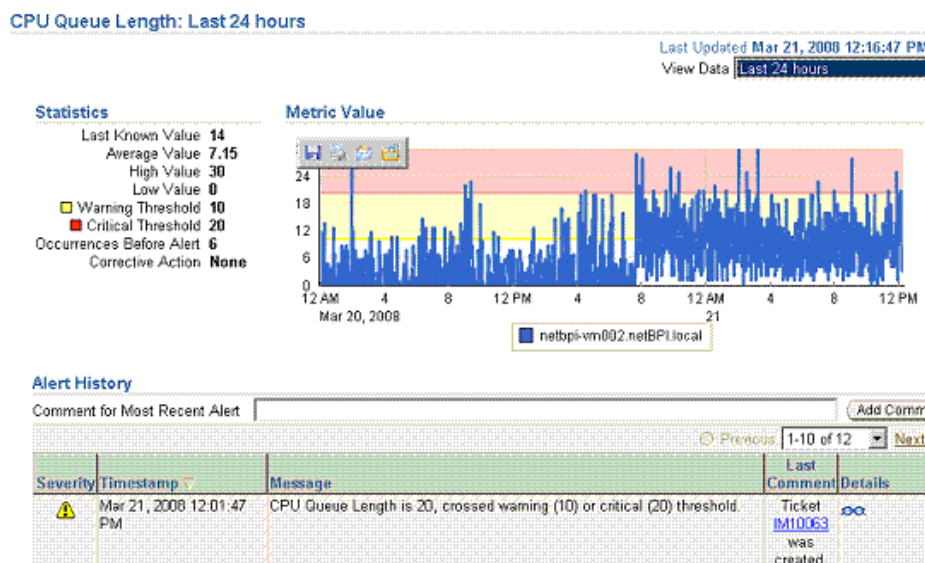 CPU Queue Length: Last 24 hours
Last Updated Mar 21, 2008 12:16:47 PM
View Data Last 24 hours
Statistics
Last Known Value 14
Average Value 7.15
High Value 30
Low Value 0
Warning Threshold 10
Critical Threshold 20
Occurrences Before Alert 6
Corrective Action None
Metric Value
24
18
12
6
0
12 AM 4 8 12 PM 4 8 12 AM 4 8 12 PM
Mar 20, 2008 21
netbpi-vm002.netBPI.local
Alert History
Comment for Most Recent Alert Add Comm
Previous 1-10 of 12 Next
Severity Timestamp Message Last Comment Details
Mar 21, 2008 12:01:47 PM CPU Queue Length is 20, crossed warning (10) or critical (20) threshold. Ticket
IM10063
was
created